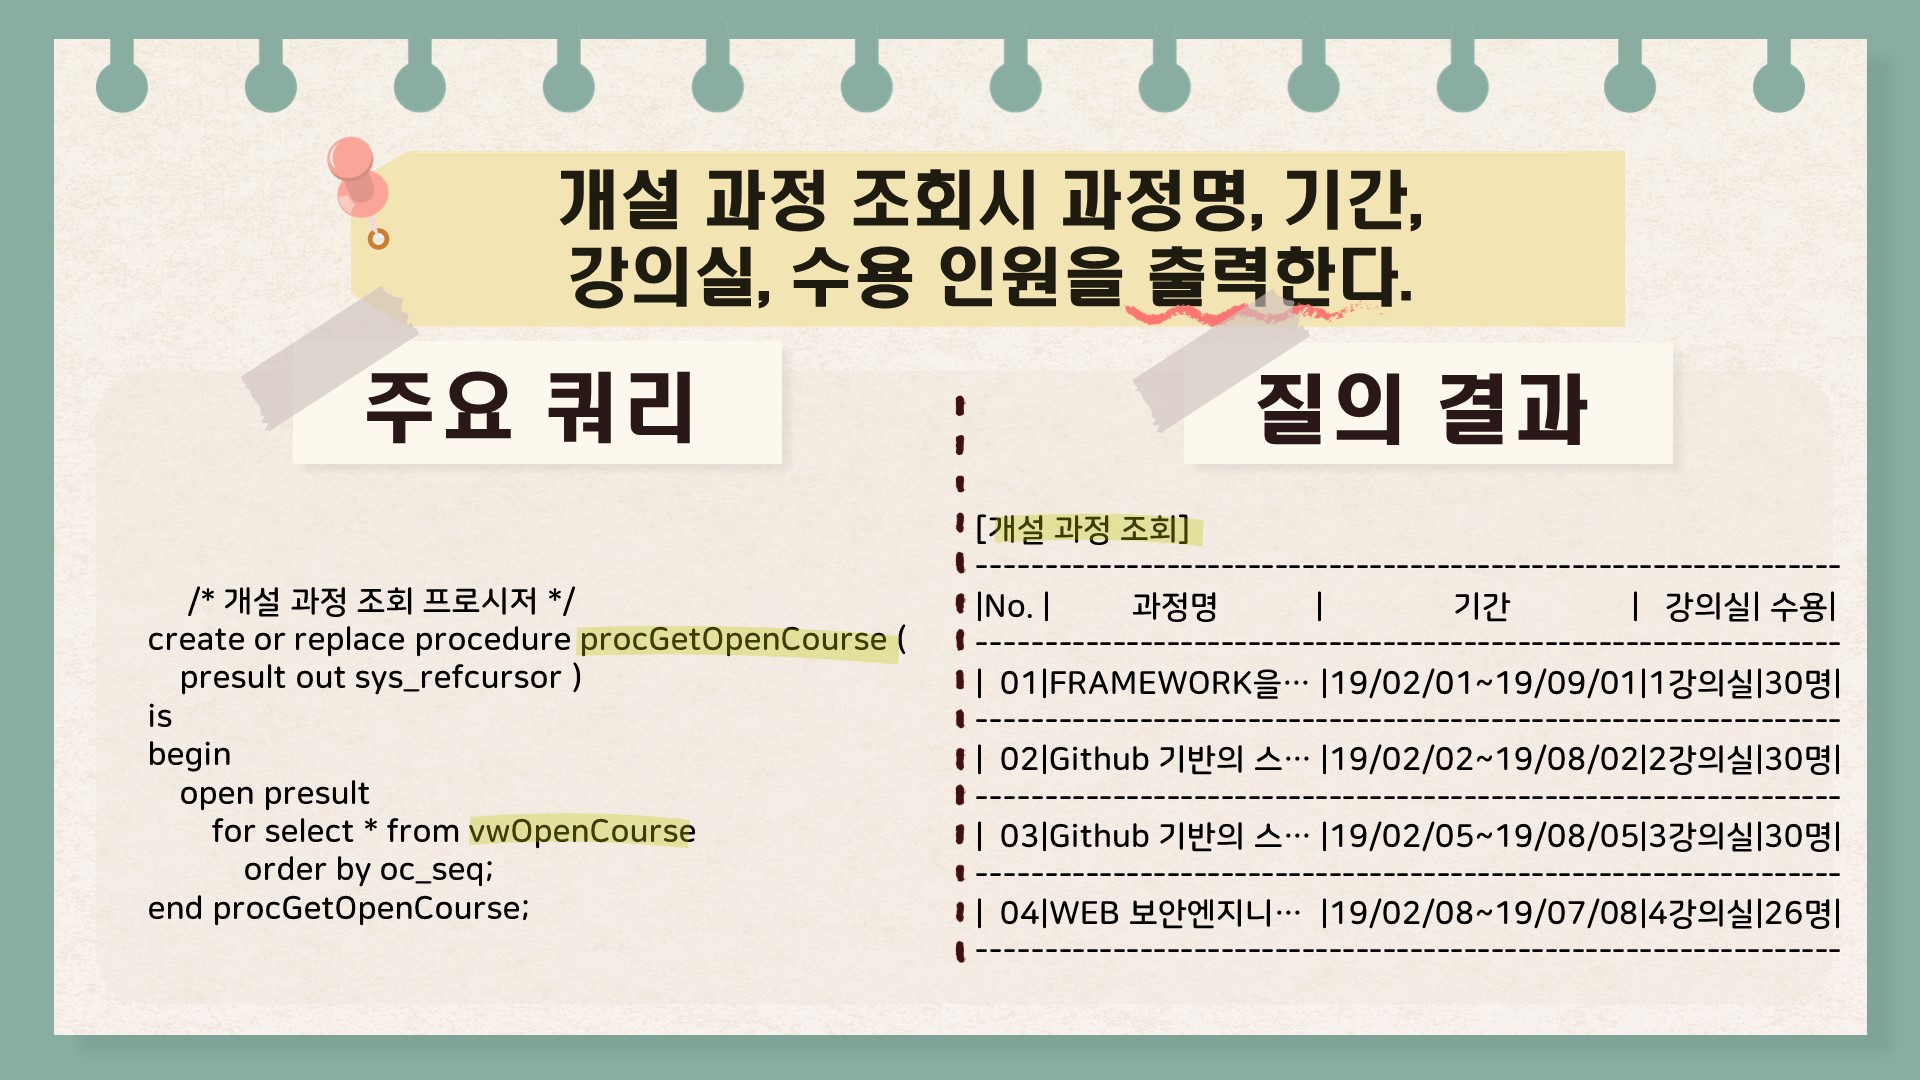 개설 과정 조회시 과정명, 기간,
강의실, 수용 인원을 출력한다.
주요 쿼리
/* 개설 과정 조회 프로시저 */
create or replace procedure procGetOpenCourse (
presult out sys_refcursor )
is
begin
open presult
for select * from vwOpenCourse
order by oc_seq;
end procGetOpenCourse;
질의 결과
[개설 과정 조회]
------------------------------------------------------------------------
|No. | 과정명 | 기간 | 강의실| 수용|
------------------------------------------------------------------------
| 01|FRAMEWORK을… |19/02/01~19/09/01|1강의실|30명|
------------------------------------------------------------------------
| 02|Github 기반의 스… |19/02/02~19/08/02|2강의실|30명|
------------------------------------------------------------------------
| 03|Github 기반의 스… |19/02/05~19/08/05|3강의실|30명|
------------------------------------------------------------------------
| 04|WEB 보안엔지니… |19/02/08~19/07/08|4강의실|26명|
------------------------------------------------------------------------